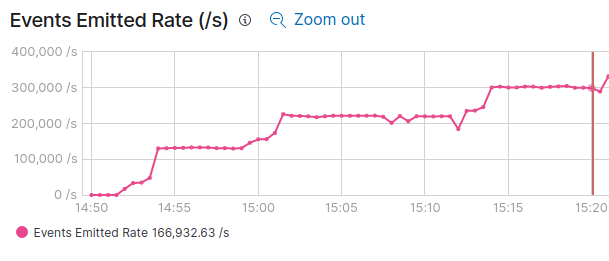 Events Emitted Rate (/s) Zoom out
400,000 /s
300,000 /s
200,000 /s
100,000 /s
0 /s
14:50 14:55 15:00 15:05 15:10 15:15 15:20
Events Emitted Rate 166,932.63 /s